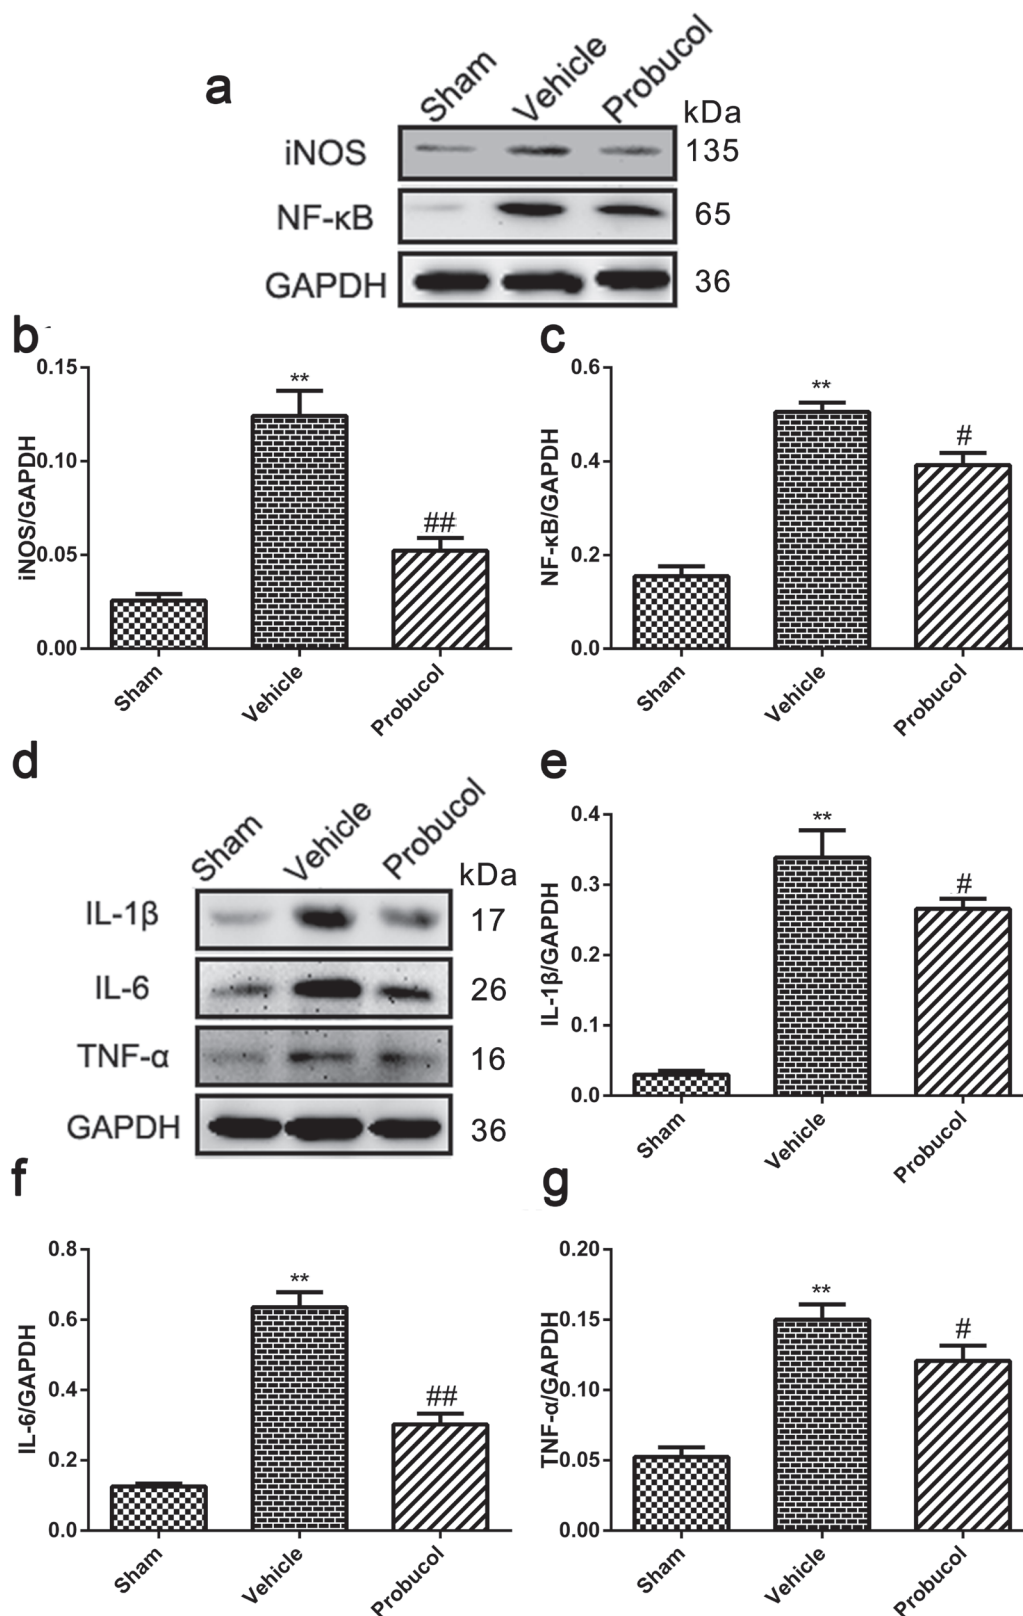 a
Sham Vehicle Probucol
kDa
iNOS 135
NF-κB 65
GAPDH 36
b
iNOS/GAPDH
0.15
0.10
0.05
0.00
**
##
Sham Vehicle Probucol
c
NF-κB/GAPDH
0.6
0.4
0.2
0.0
**
#
Sham Vehicle Probucol
d
Sham Vehicle Probucol
kDa
IL-1β 17
IL-6 26
TNF-α 16
GAPDH 36
e
IL-1β/GAPDH
0.4
0.3
0.2
0.1
0.0
**
#
Sham Vehicle Probucol
f
IL-6/GAPDH
0.8
0.6
0.4
0.2
0.0
**
##
Sham Vehicle Probucol
g
TNF-α/GAPDH
0.20
0.15
0.10
0.05
0.00
**
#
Sham Vehicle Probucol